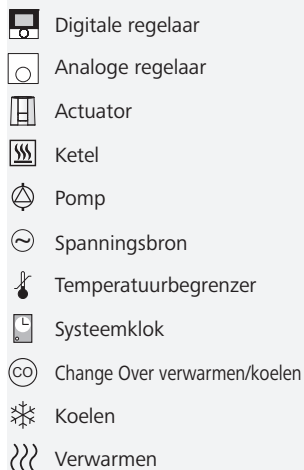 Digitale regelaar
Analoge regelaar
Actuator
Ketel
Pomp
Spanningsbron
Temperatuurbegrenzer
Systeemklok
CO Change Over verwarmen/koelen
Koelen
Verwarmen